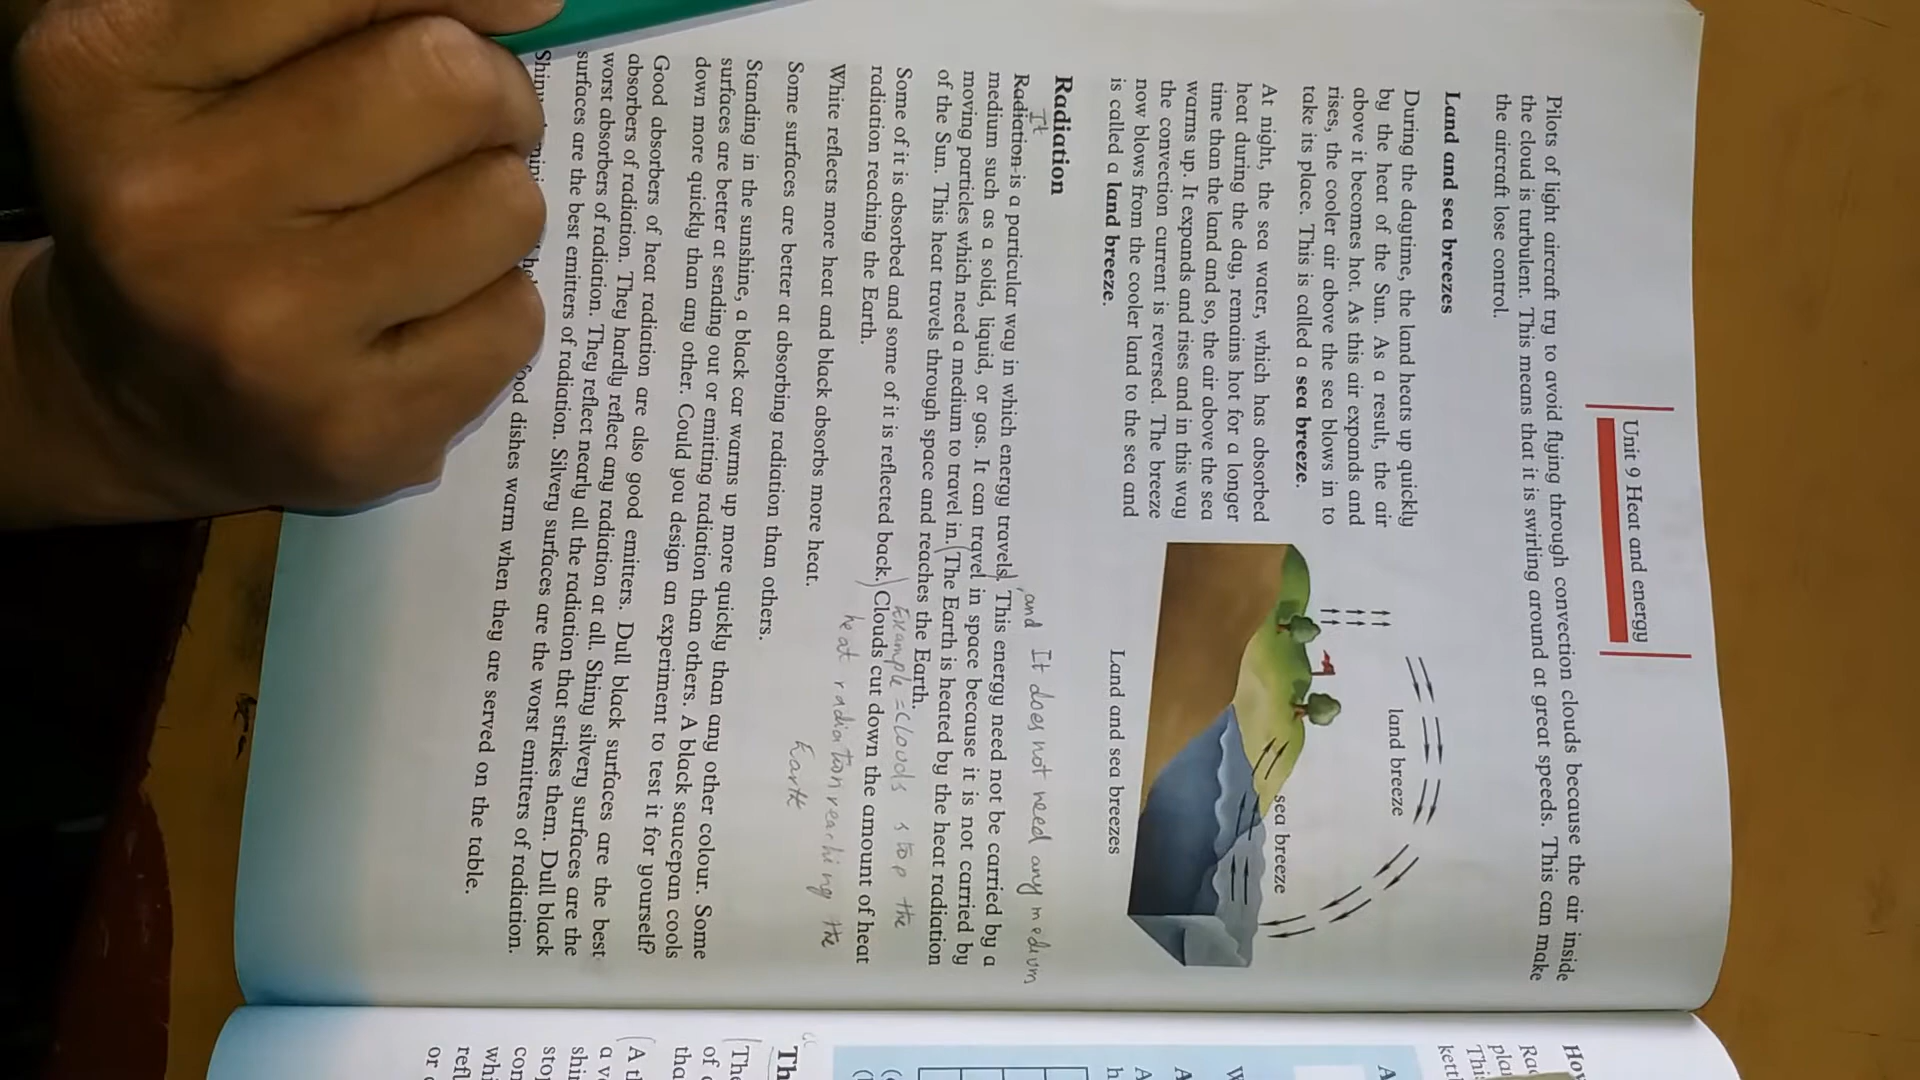 Unit 9 Heat and energy
Pilots of light aircraft try to avoid flying through convection clouds because the air inside
the cloud is turbulent. This means that it is swirling around at great speeds. This can make
the aircraft lose control.
Land and sea breezes
During the daytime, the land heats up quickly
by the heat of the Sun. As a result, the air
above it becomes hot. As this air expands and
rises, the cooler air above the sea blows in to
take its place. This is called a sea breeze.
At night, the sea water, which has absorbed
heat during the day, remains hot for a longer
time than the land and so, the air above the sea
warms up. It expands and rises and in this way
the convection current is reversed. The breeze
now blows from the cooler land to the sea and
is called a land breeze.
land breeze
sea breeze
Land and sea breezes
Radiation
It
and It does not need any medium
Radiation is a particular way in which energy travels. This energy need not be carried by a
medium such as a solid, liquid, or gas. It can travel in space because it is not carried by
moving particles which need a medium to travel in. (The Earth is heated by the heat radiation
of the Sun. This heat travels through space and reaches the Earth.
Some of it is absorbed and some of it is reflected back.) Clouds cut down the amount of heat
radiation reaching the Earth.
Example = clouds stop the
heat radiation reaching the
Earth
White reflects more heat and black absorbs more heat.
Some surfaces are better at absorbing radiation than others.
Standing in the sunshine, a black car warms up more quickly than any other colour. Some
surfaces are better at sending out or emitting radiation than others. A black saucepan cools
down more quickly than any other. Could you design an experiment to test it for yourself?
Good absorbers of heat radiation are also good emitters. Dull black surfaces are the best
absorbers of radiation. They hardly reflect any radiation at all. Shiny silvery surfaces are the
worst absorbers of radiation. They reflect nearly all the radiation that strikes them. Dull black
surfaces are the best emitters of radiation. Silvery surfaces are the worst emitters of radiation.
food dishes warm when they are served on the table.
Th
(The
of
tha
(A t
a v
shi
stop
con
whi
refl
or